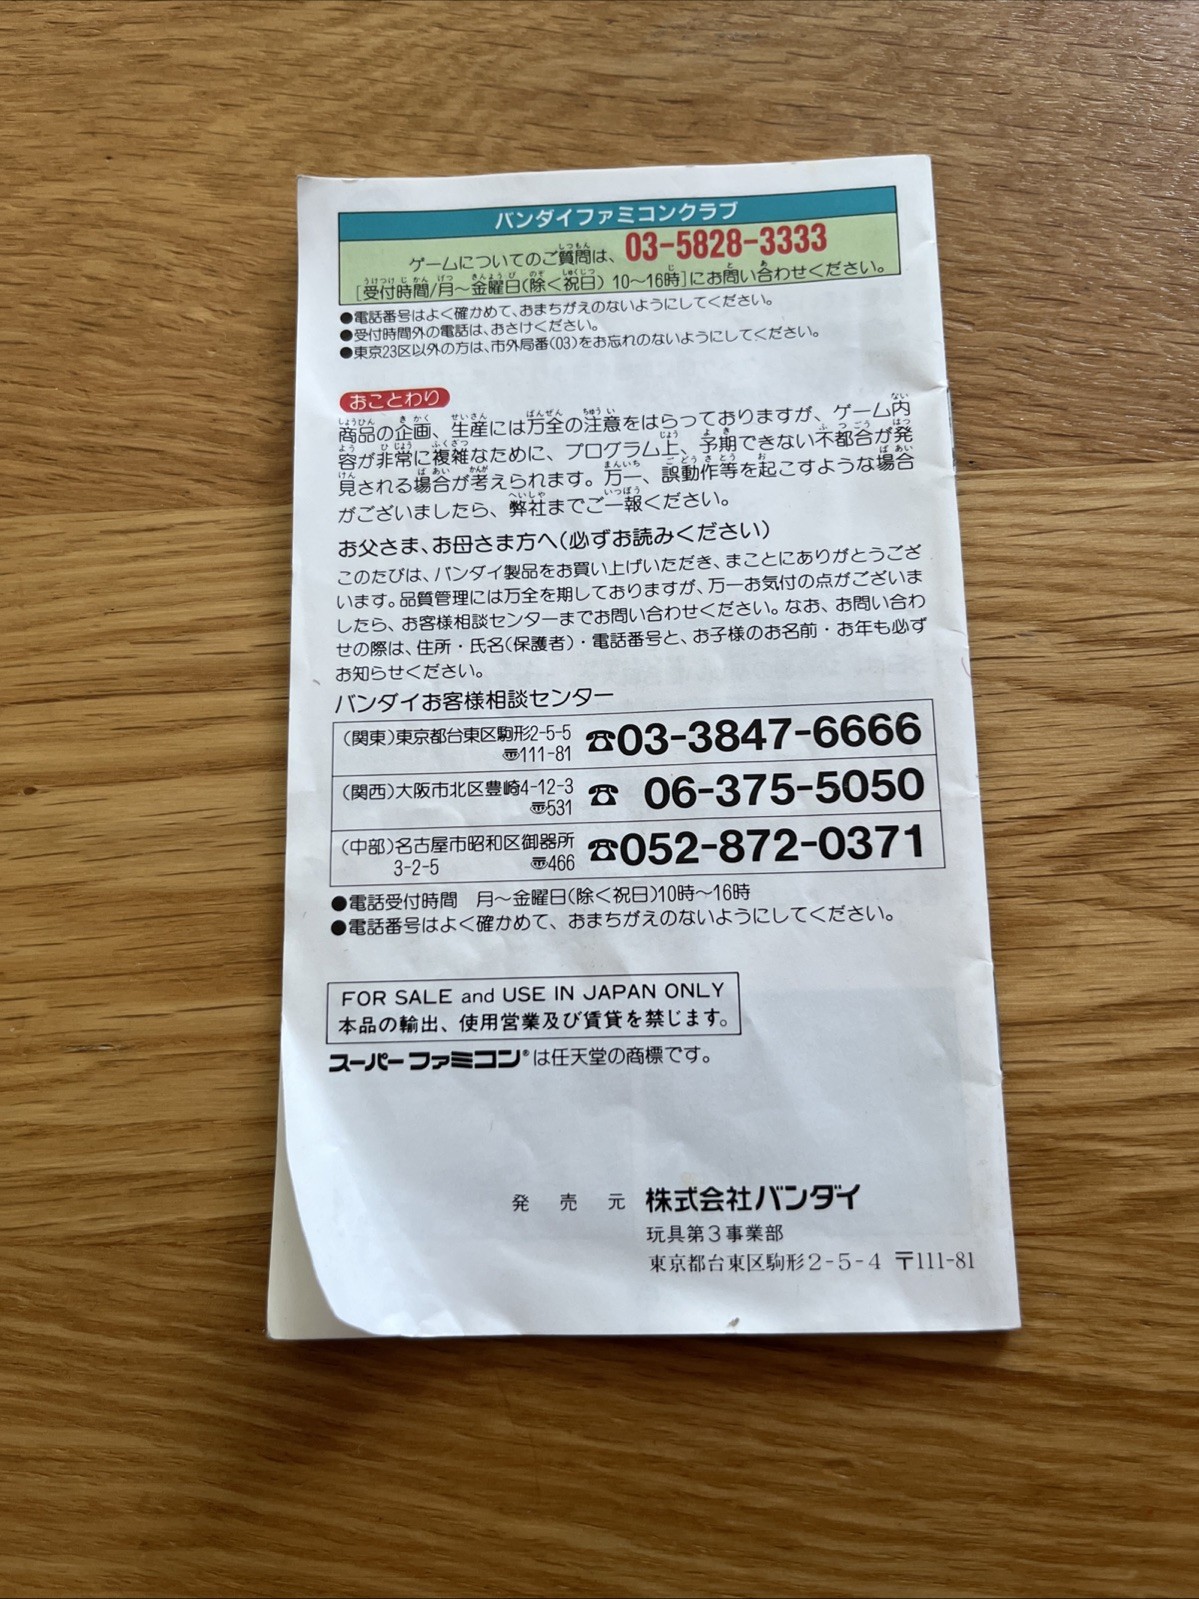 バンダイファミコンクラブ
ゲームについてのご質問は、03-5828-3333
[受付時間/月～金曜日(除く祝日) 10～16時]にお問い合わせください。
●電話番号はよく確かめて、おまちがえのないようにしてください。
●受付時間外の電話は、おさけください。
●東京23区以外の方は、市外局番(03)をお忘れのないようにしてください。
おことわり
商品の企画、生産には万全の注意をはらっておりますが、ゲーム内
容が非常に複雑なために、プログラム上、予期できない不都合が発
見される場合が考えられます。万一、誤動作等を起こすような場合
がございましたら、弊社までご一報ください。
お父さま、お母さま方へ(必ずお読みください)
このたびは、バンダイ製品をお買い上げいただき、まことにありがとうござ
います。品質管理には万全を期しておりますが、万一お気付の点がございま
したら、お客様相談センターまでお問い合わせください。なお、お問い合わ
せの際は、住所・氏名(保護者)・電話番号と、お子様のお名前・お年も必ず
お知らせください。
バンダイお客様相談センター
(関東)東京都台東区駒形2-5-5 ☎03-3847-6666
〠111-81
(関西)大阪市北区豊崎4-12-3 ☎ 06-375-5050
〠531
(中部)名古屋市昭和区御器所 ☎052-872-0371
3-2-5 〠466
●電話受付時間 月～金曜日(除く祝日)10時～16時
●電話番号はよく確かめて、おまちがえのないようにしてください。
FOR SALE and USE IN JAPAN ONLY
本品の輸出、使用営業及び賃貸を禁じます。
スーパーファミコン®は任天堂の商標です。
発売元 株式会社バンダイ
玩具第3事業部
東京都台東区駒形2-5-4 〒111-81